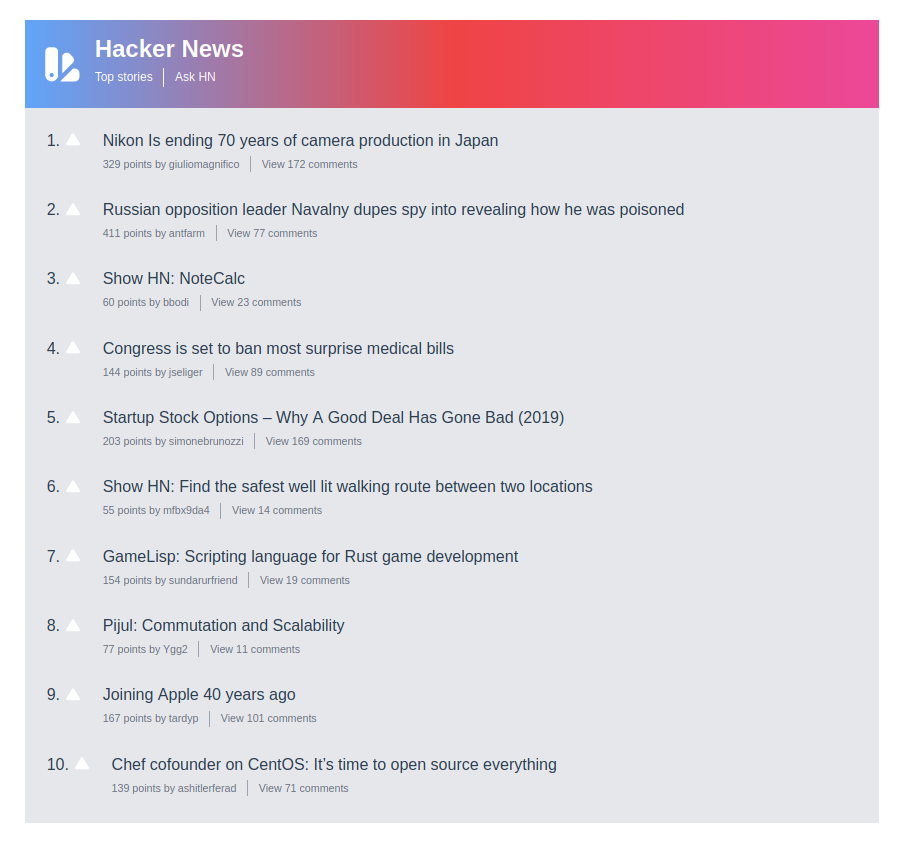 Hacker News
Top stories | Ask HN
1. Nikon Is ending 70 years of camera production in Japan
329 points by giuliomagnifico | View 172 comments
2. Russian opposition leader Navalny dupes spy into revealing how he was poisoned
411 points by antfarm | View 77 comments
3. Show HN: NoteCalc
60 points by bbodi | View 23 comments
4. Congress is set to ban most surprise medical bills
144 points by jseliger | View 89 comments
5. Startup Stock Options – Why A Good Deal Has Gone Bad (2019)
203 points by simonebrunozzi | View 169 comments
6. Show HN: Find the safest well lit walking route between two locations
55 points by mfbx9da4 | View 14 comments
7. GameLisp: Scripting language for Rust game development
154 points by sundarurfriend | View 19 comments
8. Pijul: Commutation and Scalability
77 points by Ygg2 | View 11 comments
9. Joining Apple 40 years ago
167 points by tardyp | View 101 comments
10. Chef cofounder on CentOS: It’s time to open source everything
139 points by ashitlerferad | View 71 comments